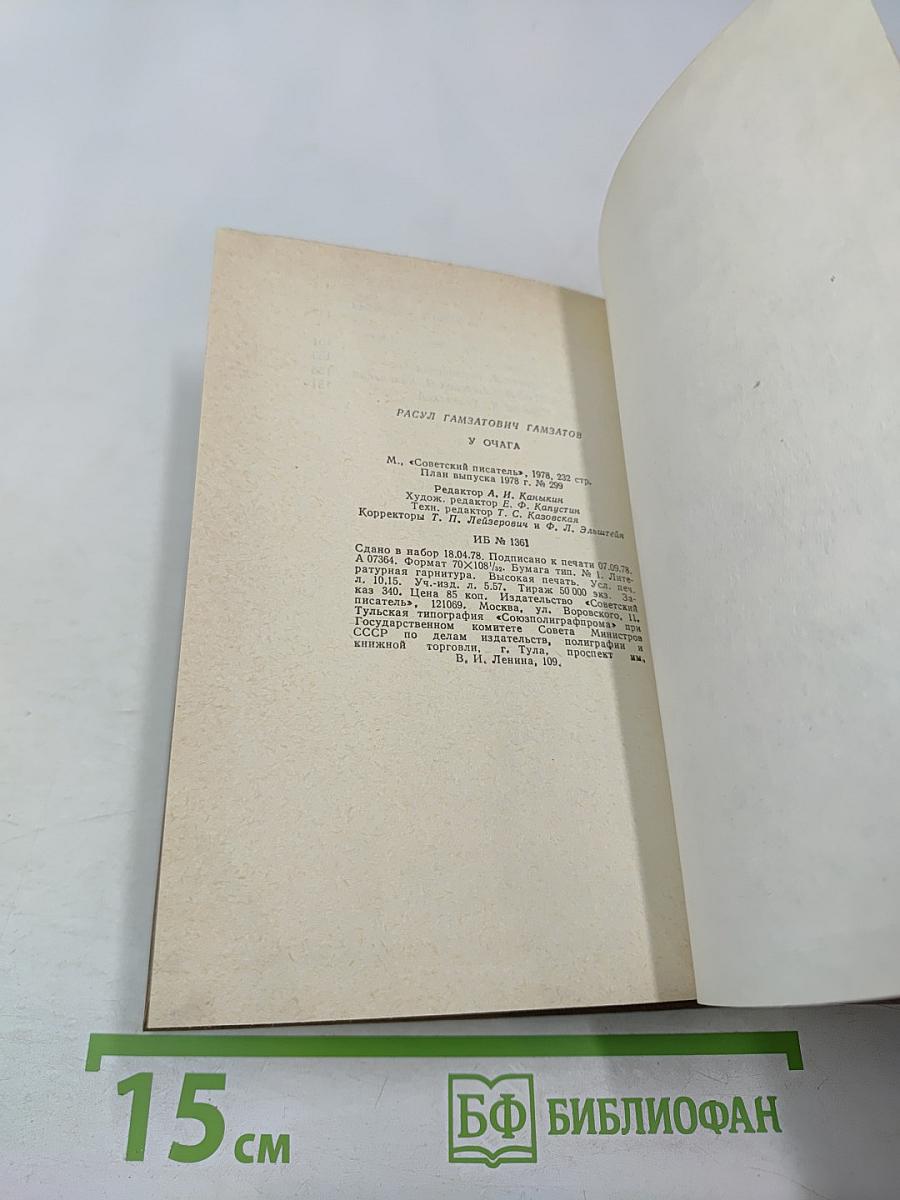 РАСУЛ ГАМЗАТОВИЧ ГАМЗАТОВ
У ОЧАГА
М., «Советский писатель», 1978, 232 стр.
План выпуска 1978 г. № 299
Редактор А. И. Каныкин
Худож. редактор Е. Ф. Капустин
Техн. редактор Т. С. Казовская
Корректоры Т. П. Лейзерович и Ф. Л. Эльштейн
ИБ № 1361
Сдано в набор 18.04.78. Подписано к печати 07.09.78.
А 07364. Формат 70×108¹/₃₂. Бумага тип. № 1. Лите-
ратурная гарнитура. Высокая печать. Усл. печ.
л. 10,15. Уч.-изд. л. 5,57. Тираж 50 000 экз. За-
каз 340. Цена 85 коп. Издательство «Советский
писатель», 121069. Москва, ул. Воровского, 11.
Тульская типография «Союзполиграфпрома» при
Государственном комитете Совета Министров
СССР по делам издательств, полиграфии и
книжной торговли, г. Тула, проспект им.
В. И. Ленина, 109.
15 см
БФ БИБЛИОФАН